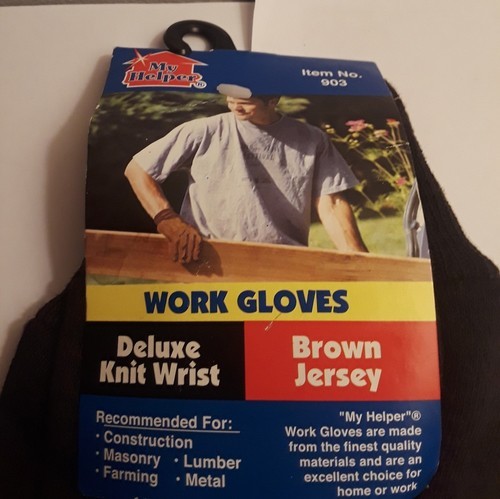 My
Helper®
Item No.
903
WORK GLOVES
Deluxe
Knit Wrist
Brown
Jersey
Recommended For:
· Construction
· Masonry · Lumber
· Farming · Metal
"My Helper"®
Work Gloves are made
from the finest quality
materials and are an
excellent choice for
home or work